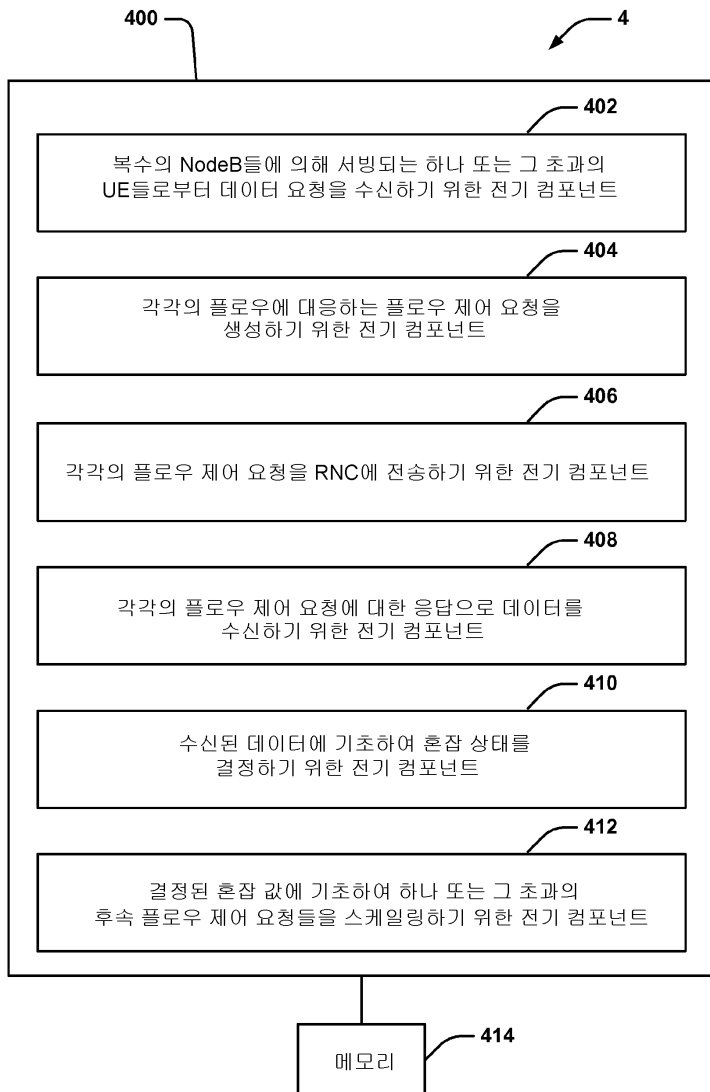 400
4
402
복수의 NodeB들에 의해 서빙되는 하나 또는 그 초과의
UE들로부터 데이터 요청을 수신하기 위한 전기 컴포넌트
404
각각의 플로우에 대응하는 플로우 제어 요청을
생성하기 위한 전기 컴포넌트
406
각각의 플로우 제어 요청을 RNC에 전송하기 위한 전기 컴포넌트
408
각각의 플로우 제어 요청에 대한 응답으로 데이터를
수신하기 위한 전기 컴포넌트
410
수신된 데이터에 기초하여 혼잡 상태를
결정하기 위한 전기 컴포넌트
412
결정된 혼잡 값에 기초하여 하나 또는 그 초과의
후속 플로우 제어 요청들을 스케일링하기 위한 전기 컴포넌트
메모리
414